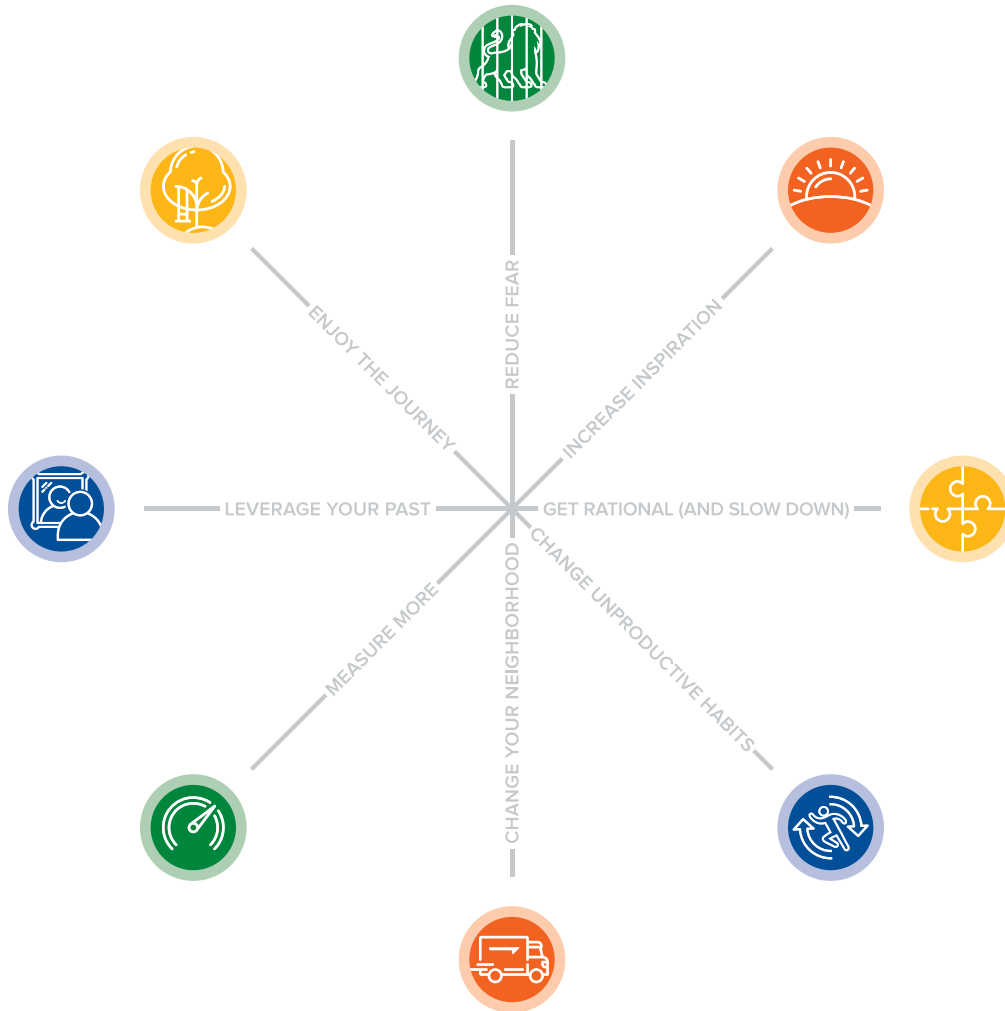 REDUCE FEAR
INCREASE INSPIRATION
GET RATIONAL (AND SLOW DOWN)
CHANGE UNPRODUCTIVE HABITS
CHANGE YOUR NEIGHBORHOOD
MEASURE MORE
LEVERAGE YOUR PAST
ENJOY THE JOURNEY